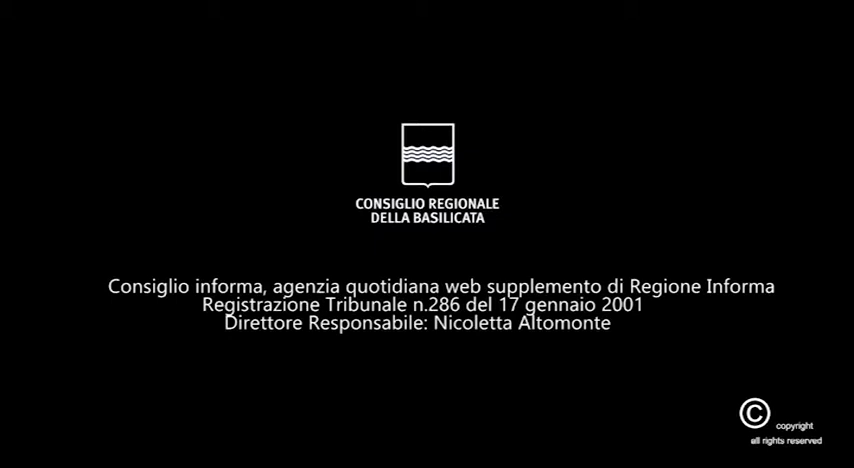 CONSIGLIO REGIONALE
DELLA BASILICATA
Consiglio informa, agenzia quotidiana web supplemento di Regione Informa
Registrazione Tribunale n.286 del 17 gennaio 2001
Direttore Responsabile: Nicoletta Altomonte
© copyright
all rights reserved